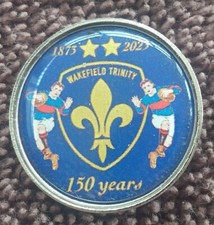 1873 2023
WAKEFIELD TRINITY
150 years